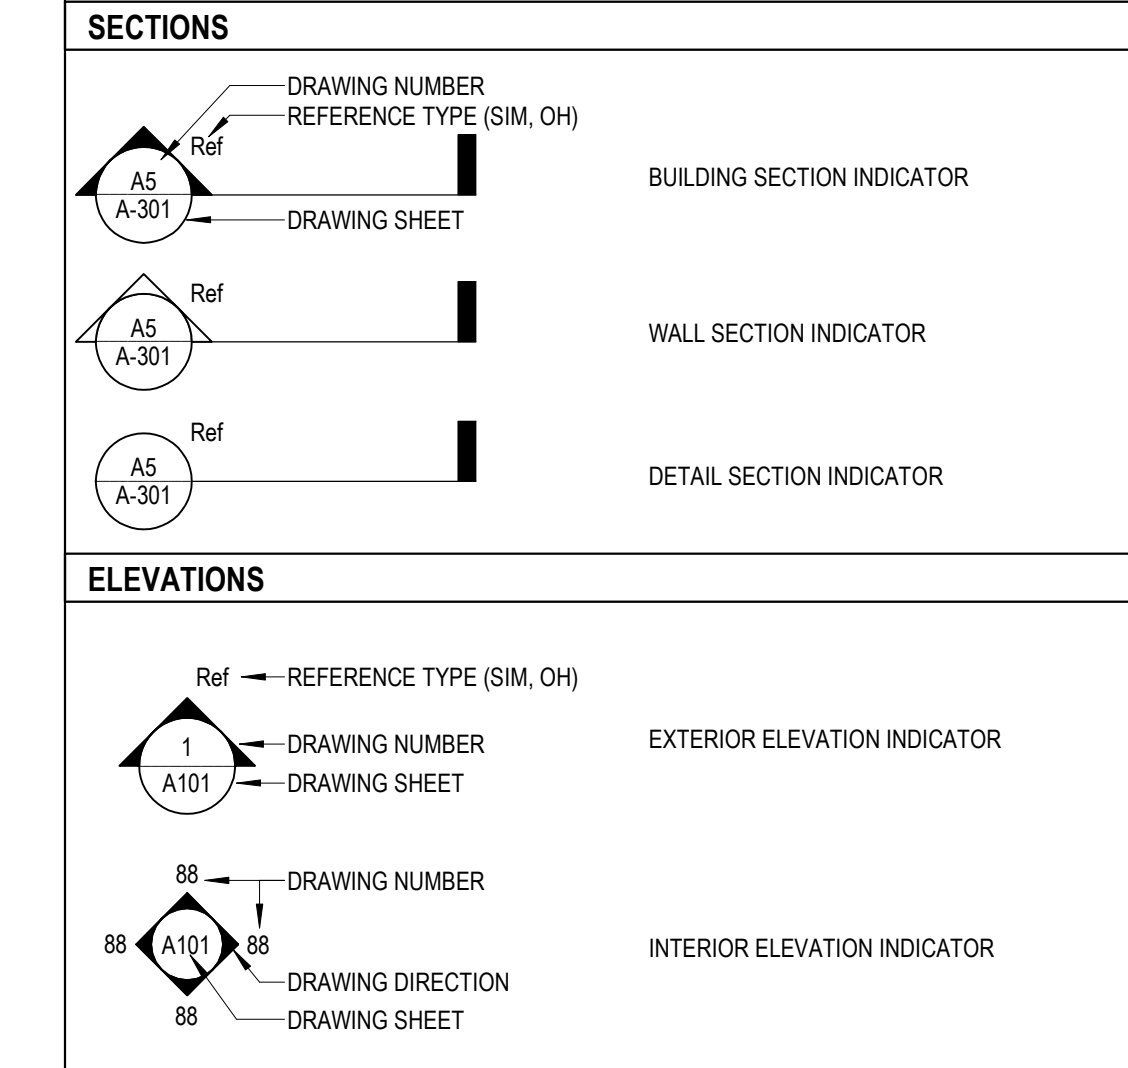 SECTIONS
DRAWING NUMBER
REFERENCE TYPE (SIM, OH)
Ref
A5
A-301
DRAWING SHEET
BUILDING SECTION INDICATOR
Ref
A5
A-301
WALL SECTION INDICATOR
Ref
A5
A-301
DETAIL SECTION INDICATOR
ELEVATIONS
Ref
REFERENCE TYPE (SIM, OH)
1
DRAWING NUMBER
A101
DRAWING SHEET
EXTERIOR ELEVATION INDICATOR
88
DRAWING NUMBER
88
A101
88
INTERIOR ELEVATION INDICATOR
DRAWING DIRECTION
88
DRAWING SHEET